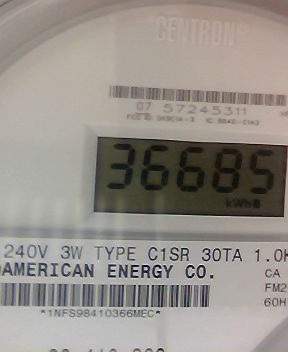 CENTRON®
07 57245311
36685
kWh
240V 3W TYPE C1SR 30TA 1.0K
AMERICAN ENERGY CO.
CA
FM2
60H
*1NFS98410366MEC*